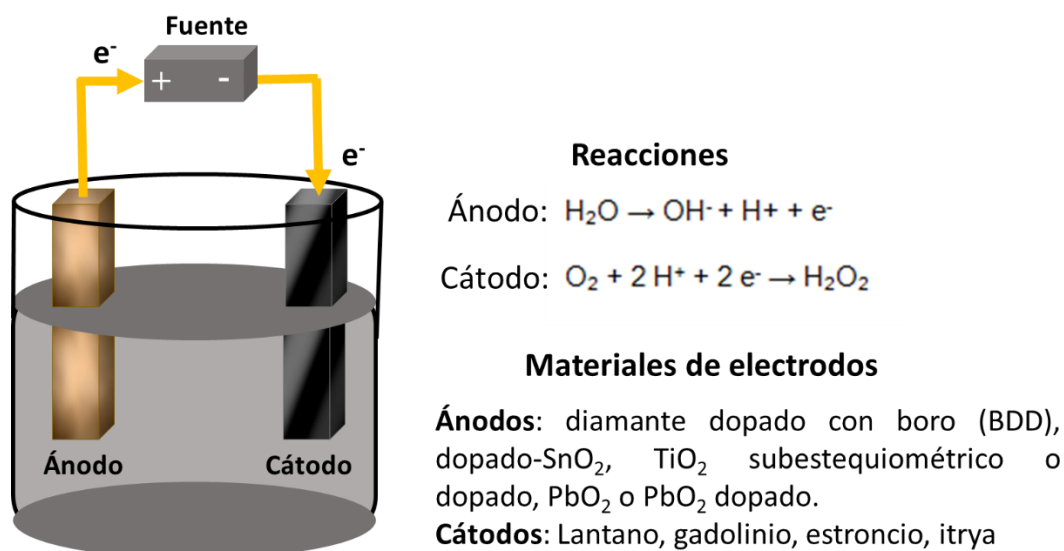 Fuente
e-
+ -
e-
Ánodo
Cátodo
Reacciones
Ánodo: H₂O → OH- + H+ + e-
Cátodo: O₂ + 2 H⁺ + 2 e⁻ → H₂O₂
Materiales de electrodos
Ánodos: diamante dopado con boro (BDD),
dopado-SnO₂, TiO₂ subestequiométrico o
dopado, PbO₂ o PbO₂ dopado.
Cátodos: Lantano, gadolinio, estroncio, itrya